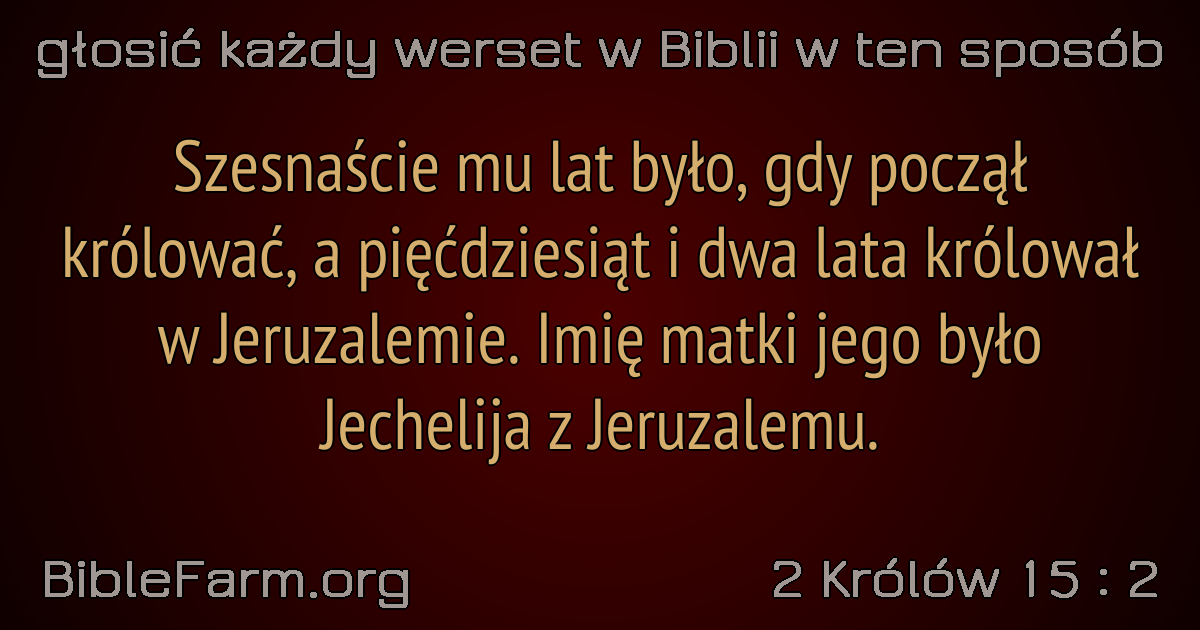 głosić każdy werset w Biblii w ten sposób
Szesnaście mu lat było, gdy począł
królować, a pięćdziesiąt i dwa lata królował
w Jeruzalemie. Imię matki jego było
Jechelija z Jeruzalemu.
BibleFarm.org
2 Królów 15 : 2